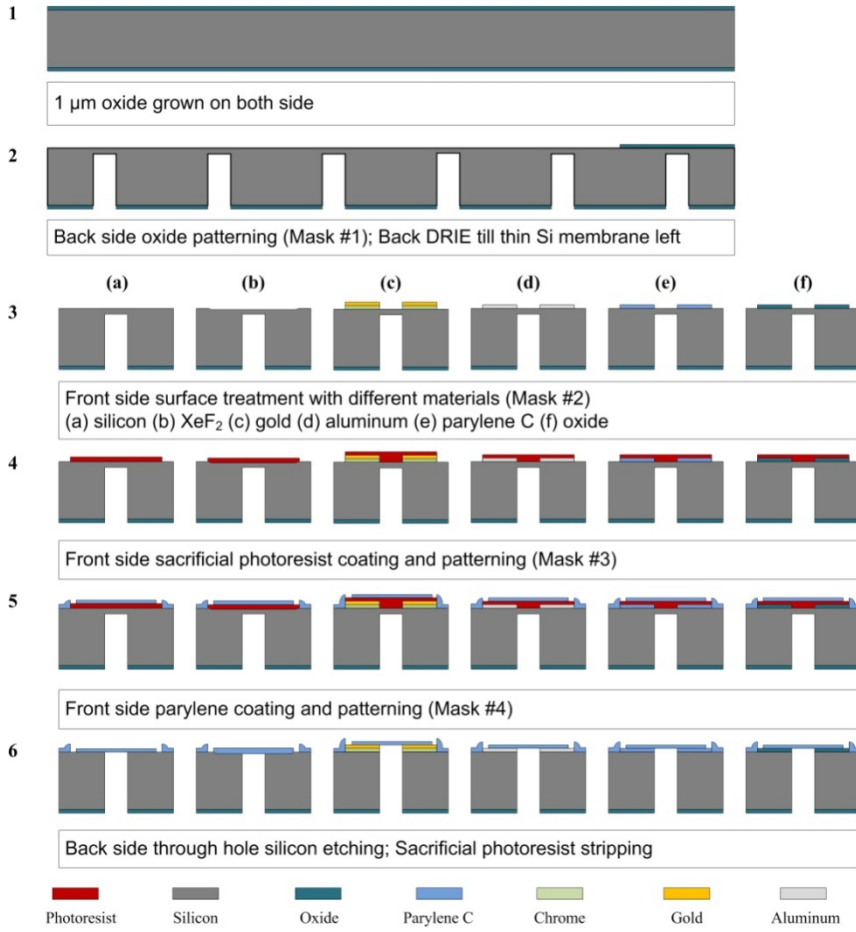 1
1 µm oxide grown on both side
2
Back side oxide patterning (Mask #1); Back DRIE till thin Si membrane left
(a) (b) (c) (d) (e) (f)
3
Front side surface treatment with different materials (Mask #2)
(a) silicon (b) XeF₂ (c) gold (d) aluminum (e) parylene C (f) oxide
4
Front side sacrificial photoresist coating and patterning (Mask #3)
5
Front side parylene coating and patterning (Mask #4)
6
Back side through hole silicon etching; Sacrificial photoresist stripping
Photoresist Silicon Oxide Parylene C Chrome Gold Aluminum